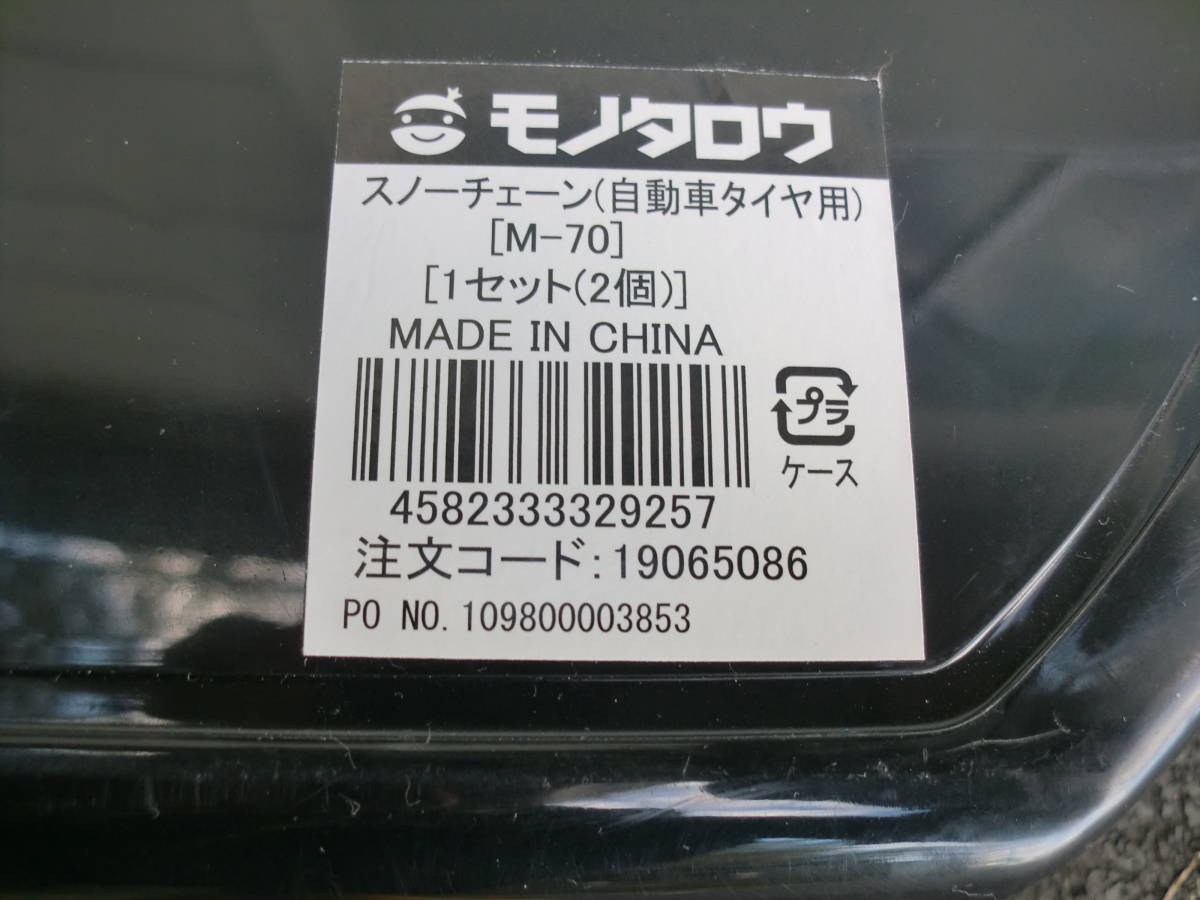 モノタロウ
スノーチェーン(自動車タイヤ用)
[M-70]
[1セット(2個)]
MADE IN CHINA
プラ
ケース
4582333329257
注文コード:19065086
PO NO.109800003853